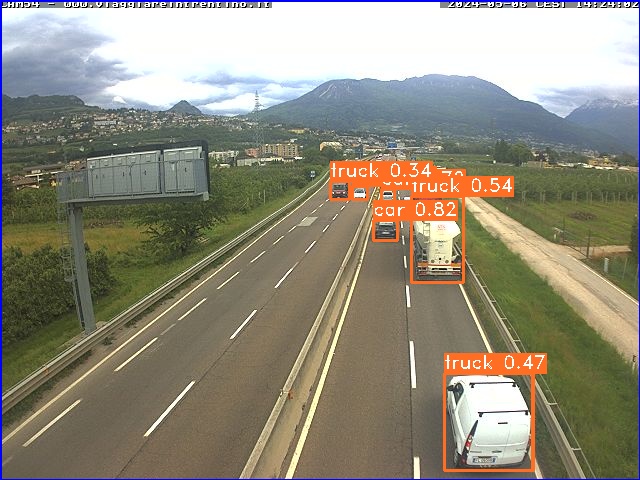 www.viaggiareintrentino.it 2024-05-06 CEST 14:24:02
truck 0.34
truck 0.54
car 0.82
truck 0.47